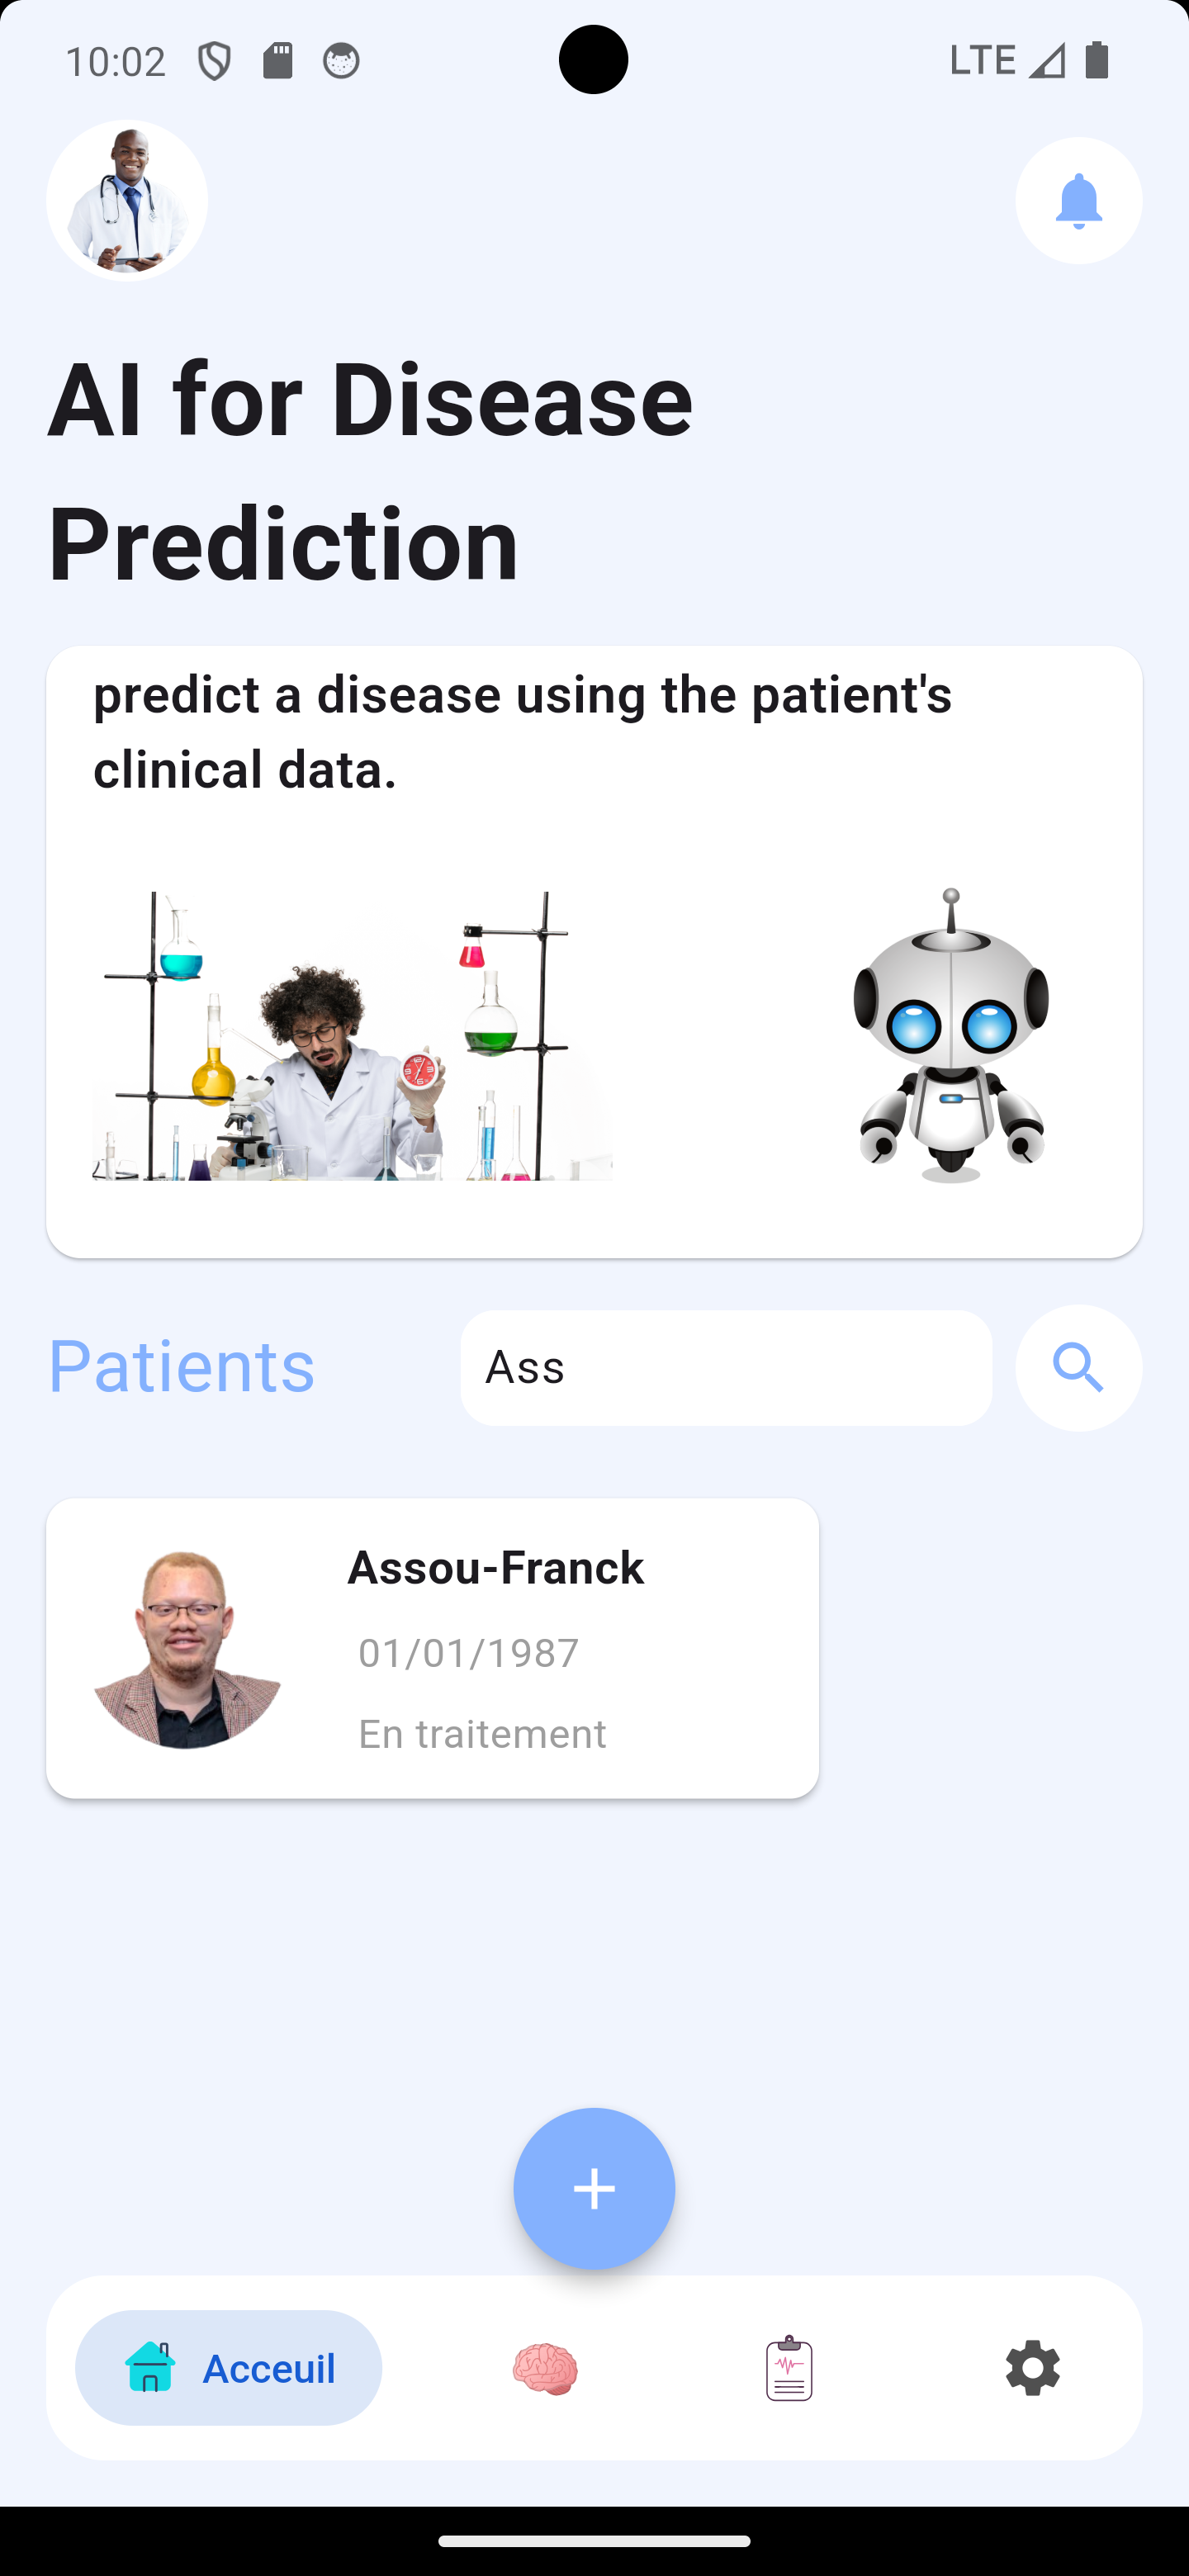 10:02
LTE
AI for Disease
Prediction
predict a disease using the patient's
clinical data.
Patients
Ass
Assou-Franck
01/01/1987
En traitement
Acceuil